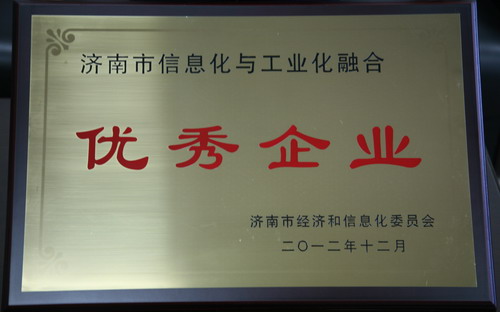 济南市信息化与工业化融合
优秀企业
济南市经济和信息化委员会
二〇一二年十二月